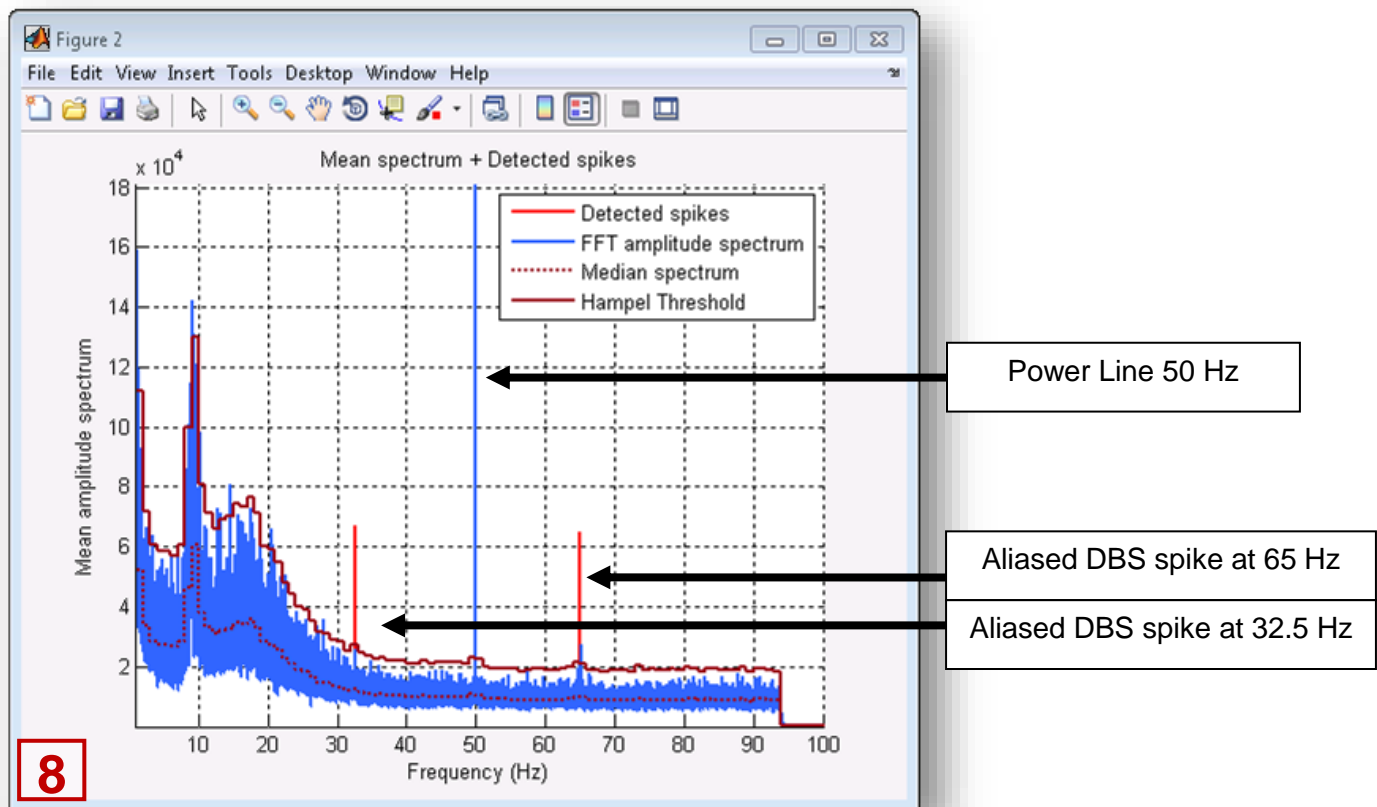 Figure 2
File Edit View Insert Tools Desktop Window Help
x 10^4
Mean spectrum + Detected spikes
18
16
14
12
10
8
6
4
2
Mean amplitude spectrum
Detected spikes
FFT amplitude spectrum
Median spectrum
Hampel Threshold
10 20 30 40 50 60 70 80 90 100
Frequency (Hz)
Power Line 50 Hz
Aliased DBS spike at 65 Hz
Aliased DBS spike at 32.5 Hz
8